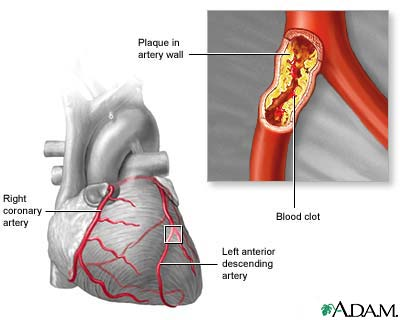 Plaque in
artery wall
Blood clot
Right
coronary
artery
Left anterior
descending
artery
A.D.A.M.